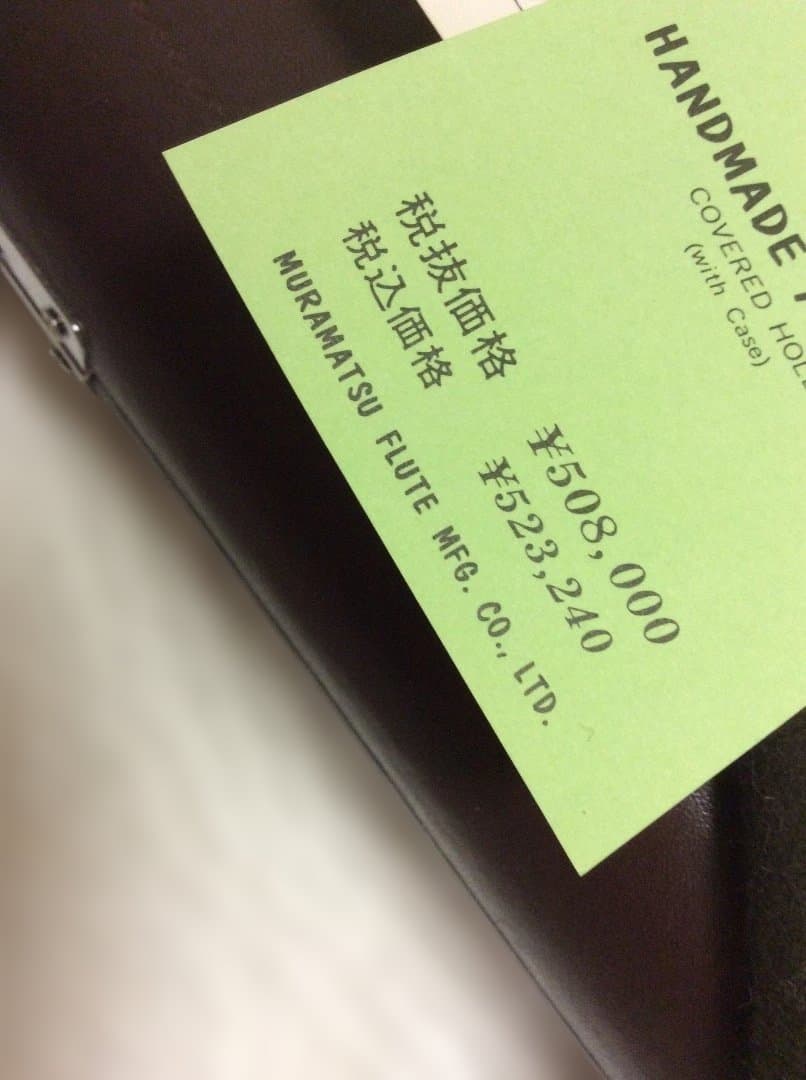 HANDMADE
COVERED
(with Case)
税抜価格 ¥508,000
税込価格 ¥523,240
MURAMATSU FLUTE MFG. CO., LTD.